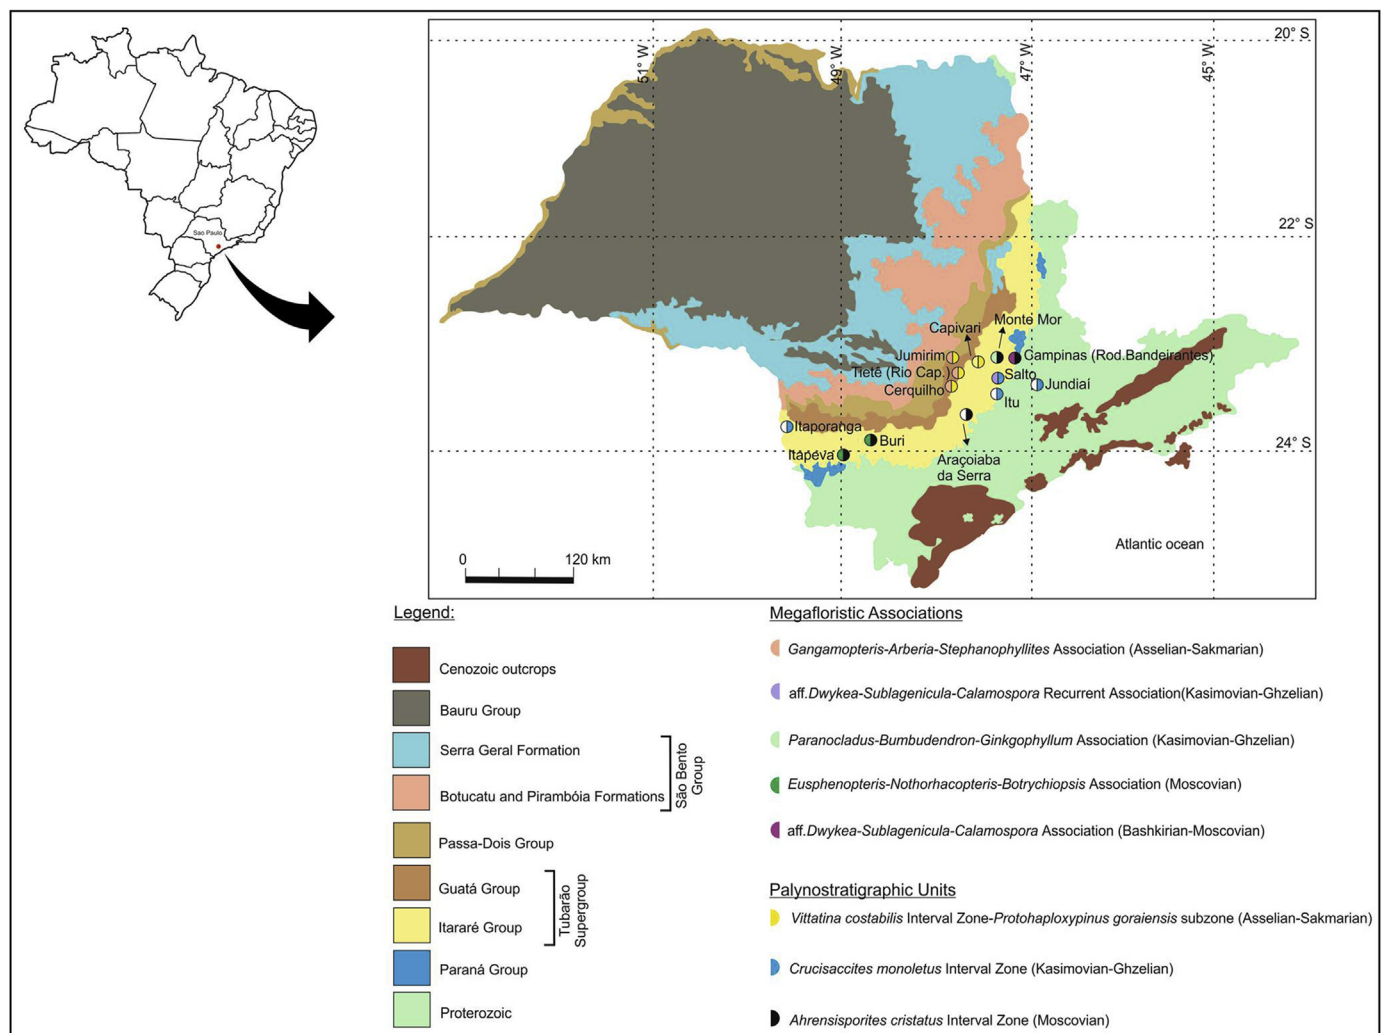 Sao Paulo
20° S
51° W
49° W
47° W
45° W
22° S
Capivari
Monte Mor
Jumirim
Campinas (Rod.Bandeirantes)
Tietê (Rio Cap.)
Salto
Cerquilho
Jundiaí
Itu
Itaporanga
Buri
24° S
Itapeva
Araçoiaba
da Serra
Atlantic ocean
0
120 km
Legend:
Cenozoic outcrops
Bauru Group
Serra Geral Formation
Botucatu and Pirambóia Formations
São Bento
Group
Passa-Dois Group
Guatá Group
Itararé Group
Tubarão
Supergroup
Paraná Group
Proterozoic
Megafloristic Associations
Gangamopteris-Arberia-Stephanophyllites Association (Asselian-Sakmarian)
aff.Dwykea-Sublagenicula-Calamospora Recurrent Association(Kasimovian-Ghzelian)
Paranocladus-Bumbudendron-Ginkgophyllum Association (Kasimovian-Ghzelian)
Eusphenopteris-Nothorhacopteris-Botrychiopsis Association (Moscovian)
aff.Dwykea-Sublagenicula-Calamospora Association (Bashkirian-Moscovian)
Palynostratigraphic Units
Vittatina costabilis Interval Zone-Protohaploxypinus goraiensis subzone (Asselian-Sakmarian)
Crucisaccites monoletus Interval Zone (Kasimovian-Ghzelian)
Ahrensisporites cristatus Interval Zone (Moscovian)